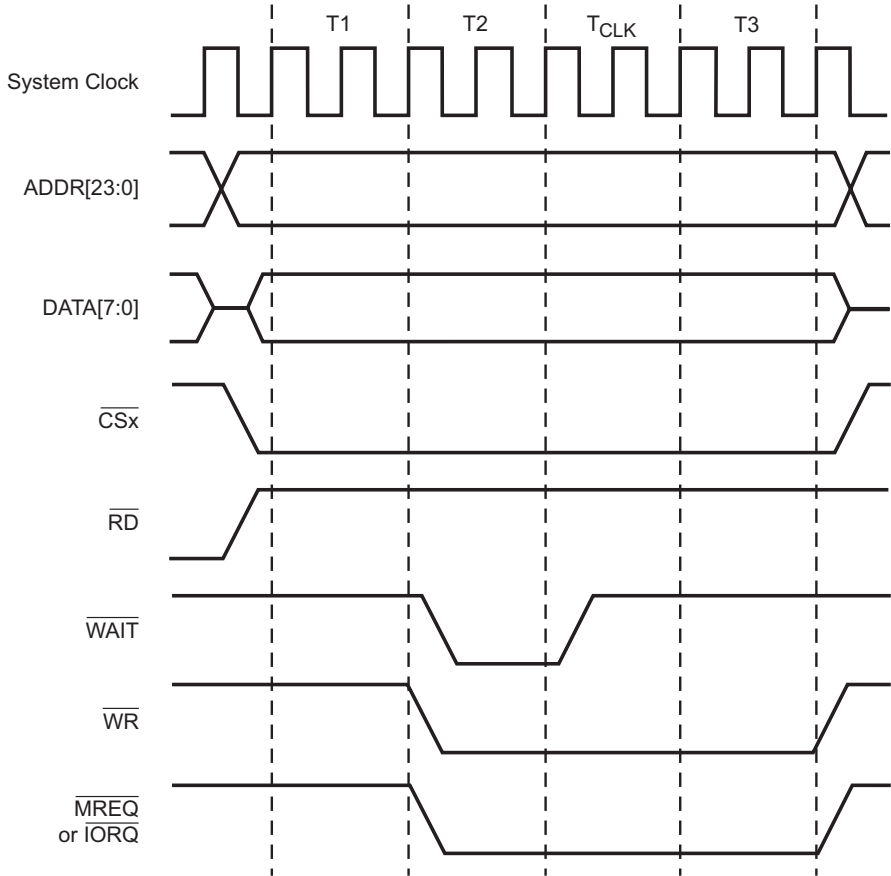 T1 T2 TCLK T3
System Clock
ADDR[23:0]
DATA[7:0]
CSx
RD
WAIT
WR
MREQ
or IORQ